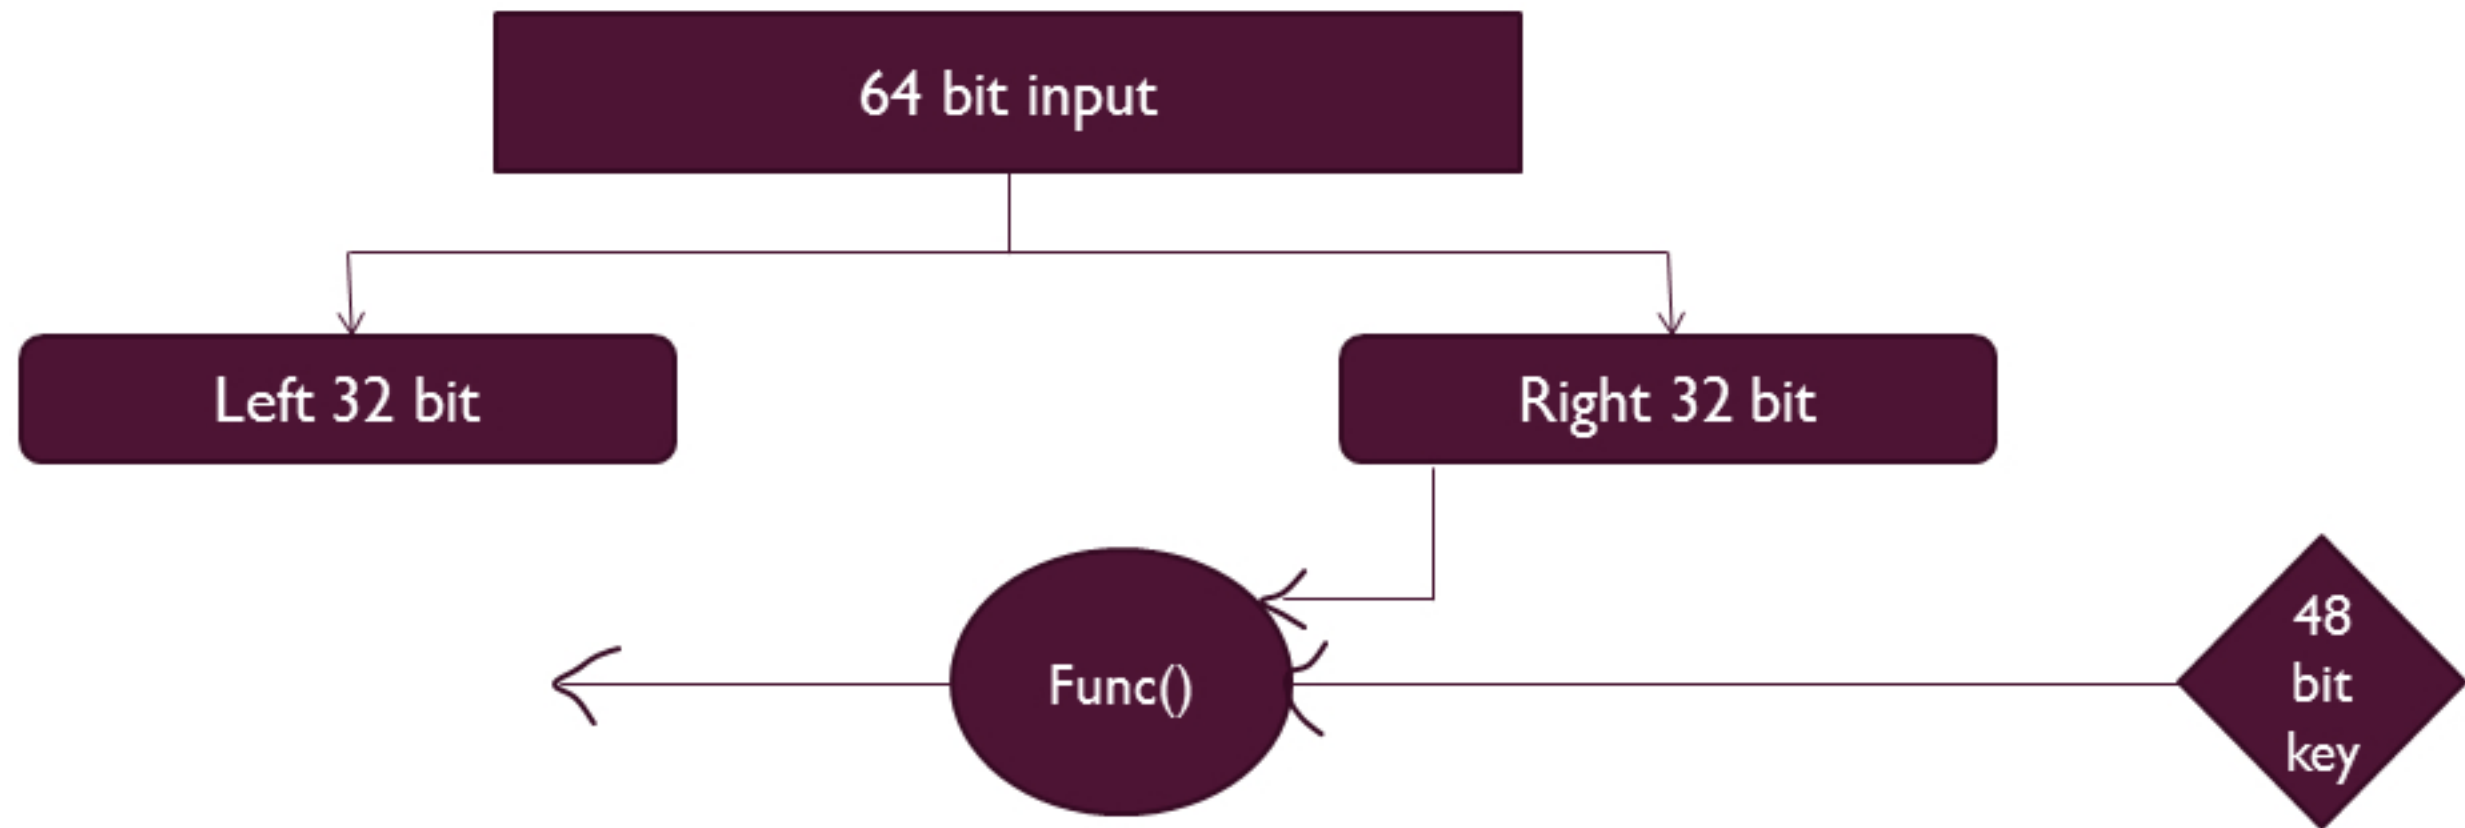 64 bit input
Left 32 bit
Right 32 bit
Func()
48
bit
key